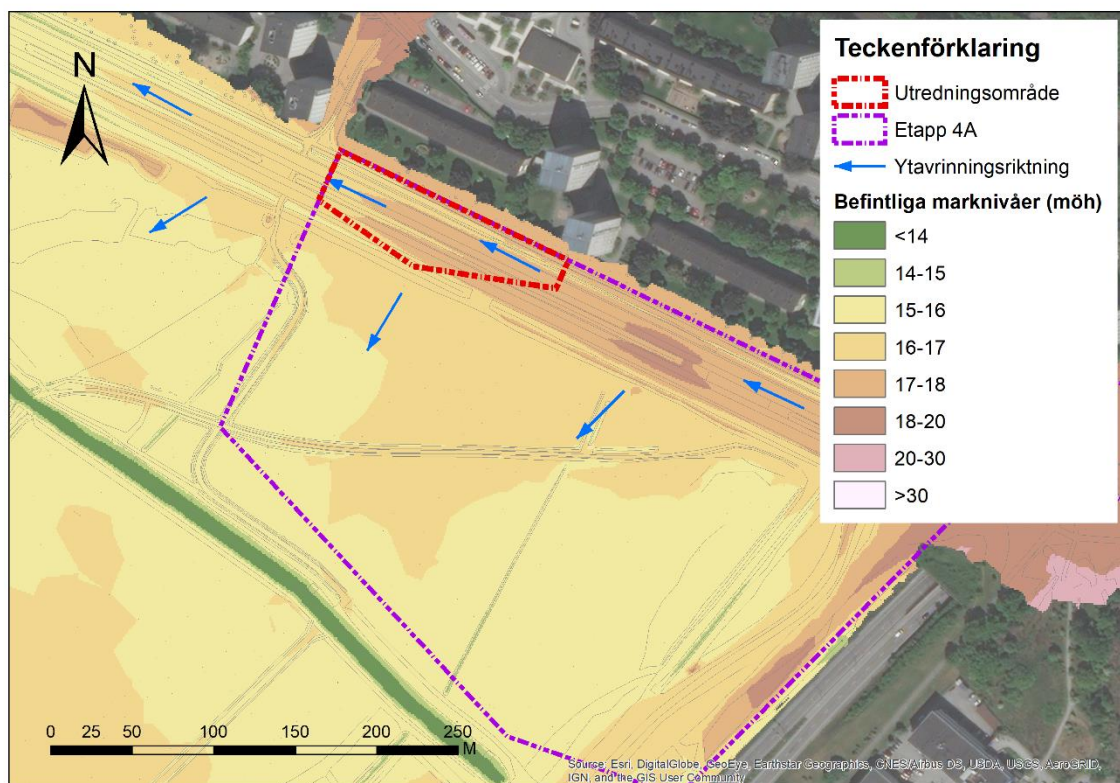 N
Teckenförklaring
Utredningsområde
Etapp 4A
Ytavrinningsriktning
Befintliga marknivåer (möh)
<14
14-15
15-16
16-17
17-18
18-20
20-30
>30
0 25 50 100 150 200 250
M
Source: Esri, DigitalGlobe, GeoEye, Earthstar Geographics, CNES/Airbus DS, USDA, USGS, AeroGRID,
IGN, and the GIS User Community